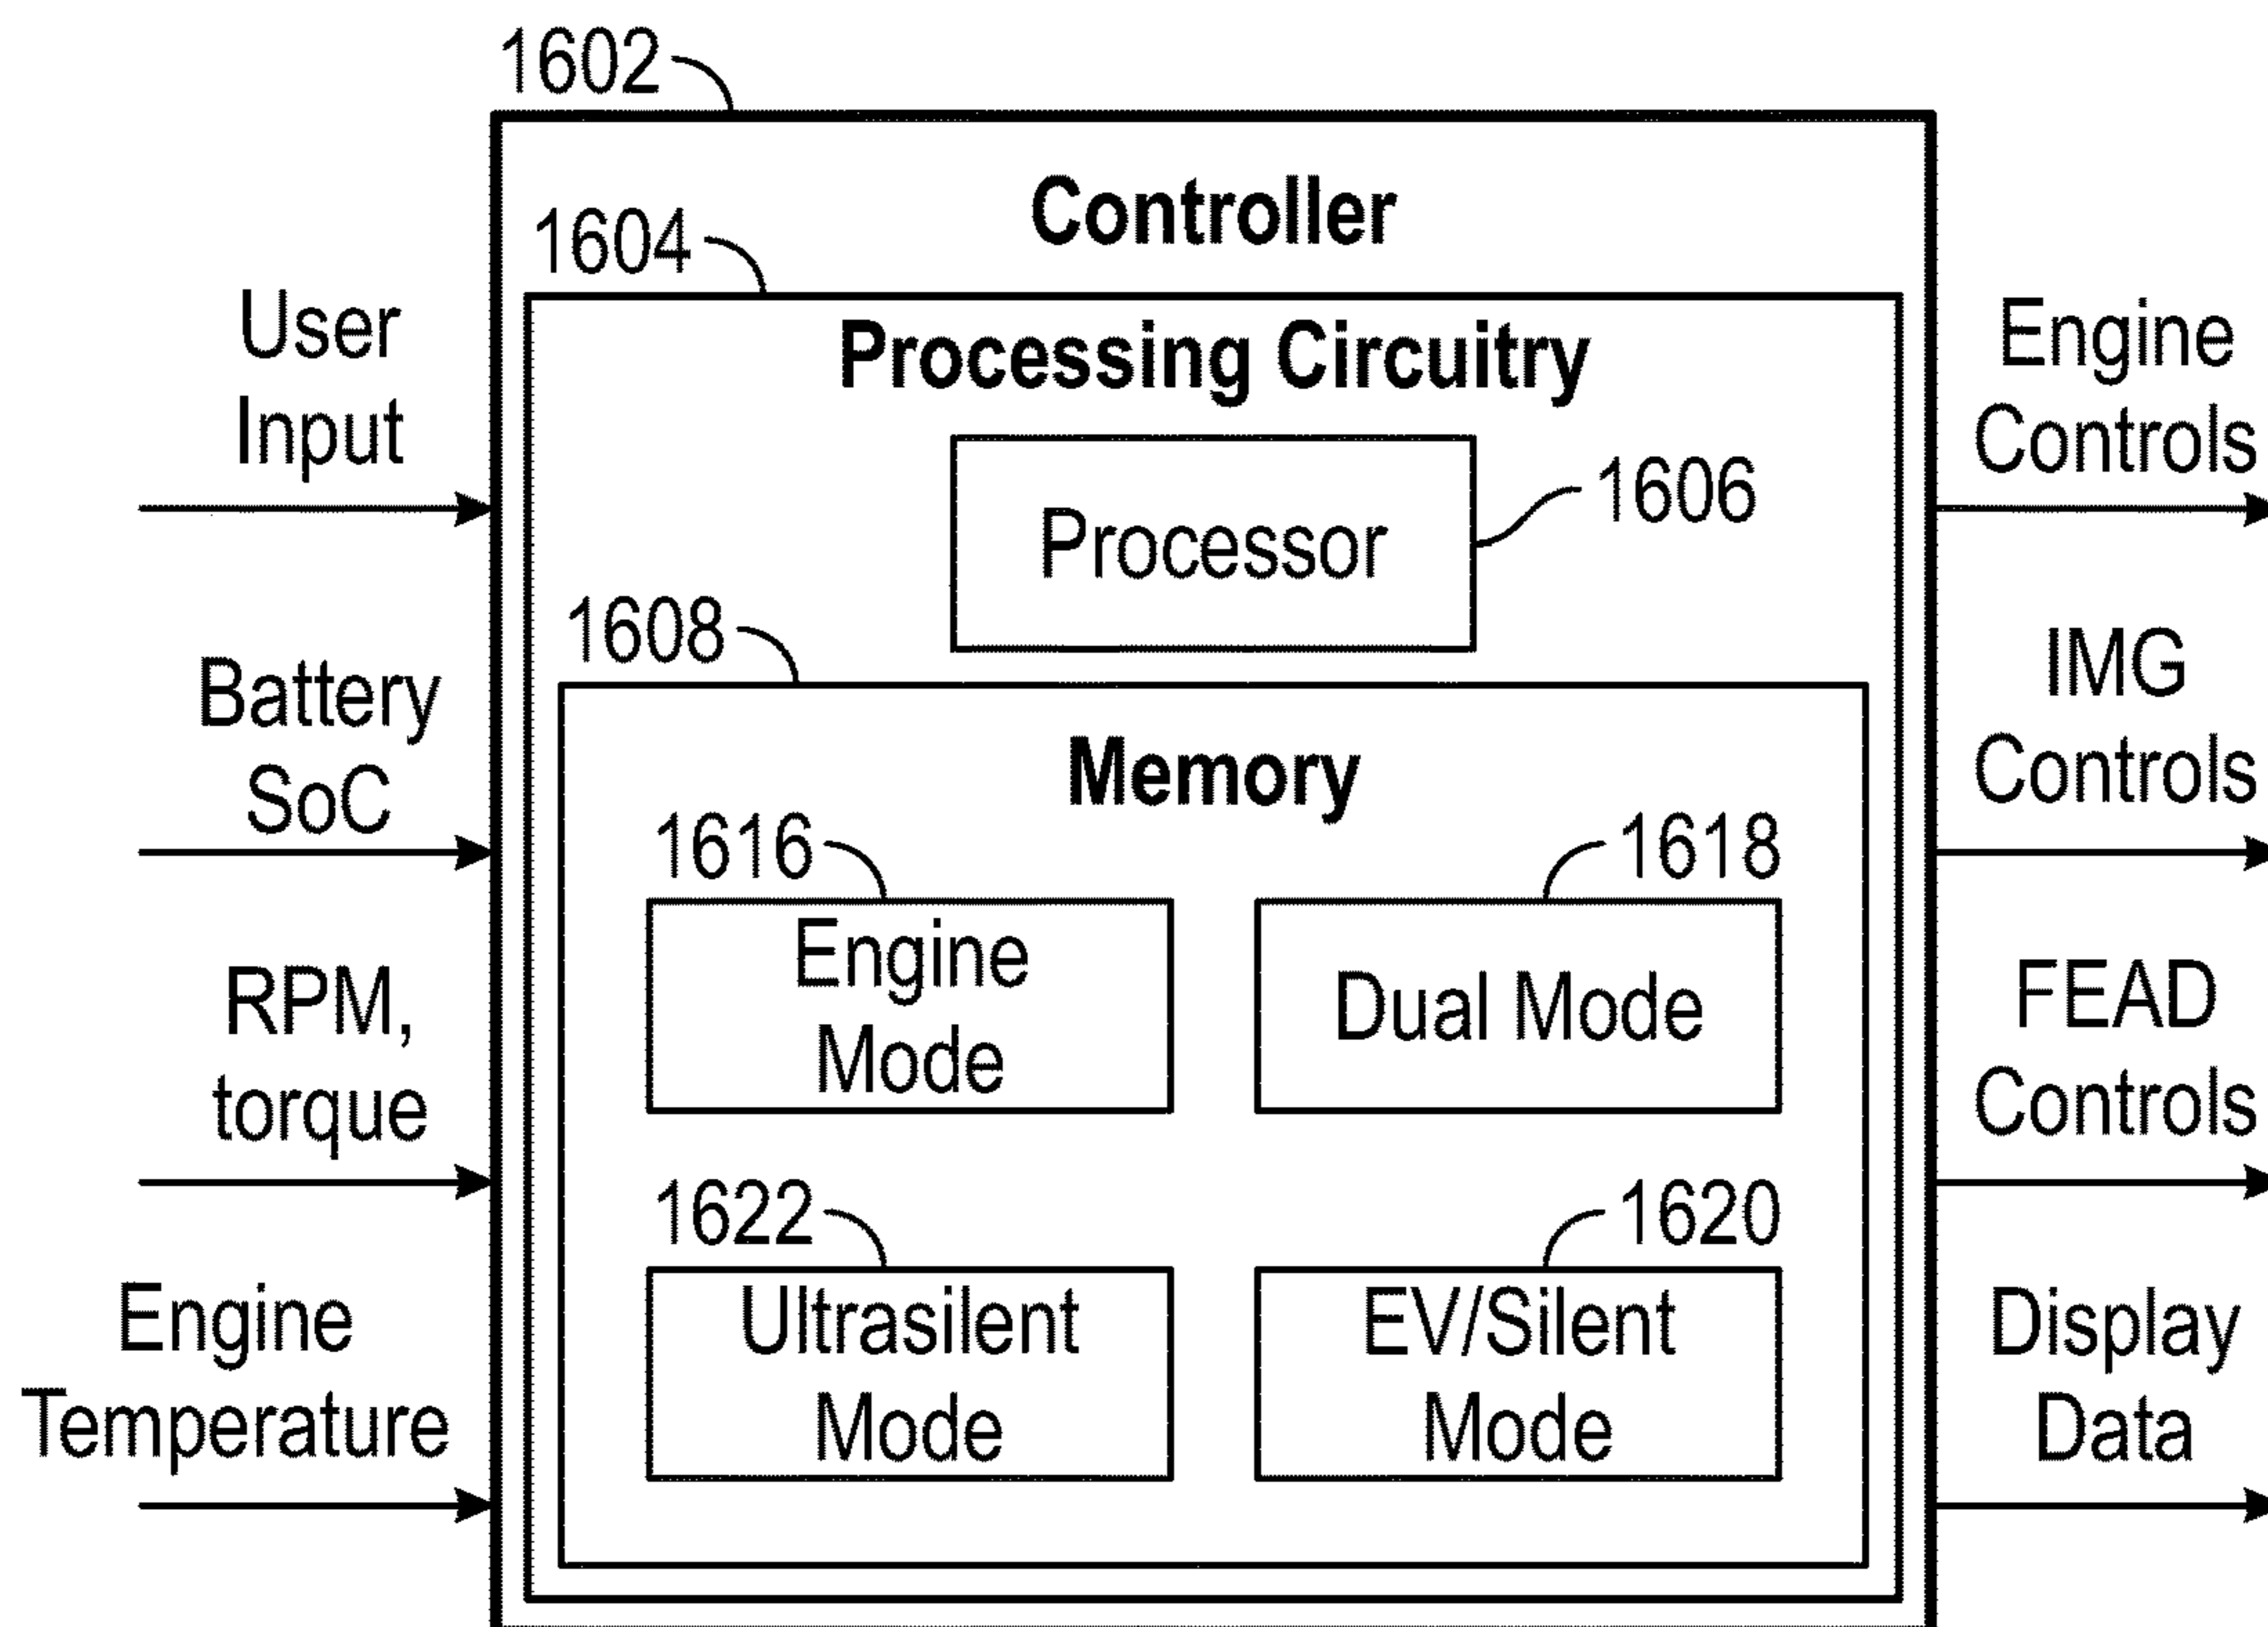 1602
Controller
1604
Processing Circuitry
Processor
1606
1608
Memory
1616
Engine
Mode
1618
Dual Mode
1622
Ultrasilent
Mode
1620
EV/Silent
Mode
User
Input
Battery
SoC
RPM,
torque
Engine
Temperature
Engine
Controls
IMG
Controls
FEAD
Controls
Display
Data